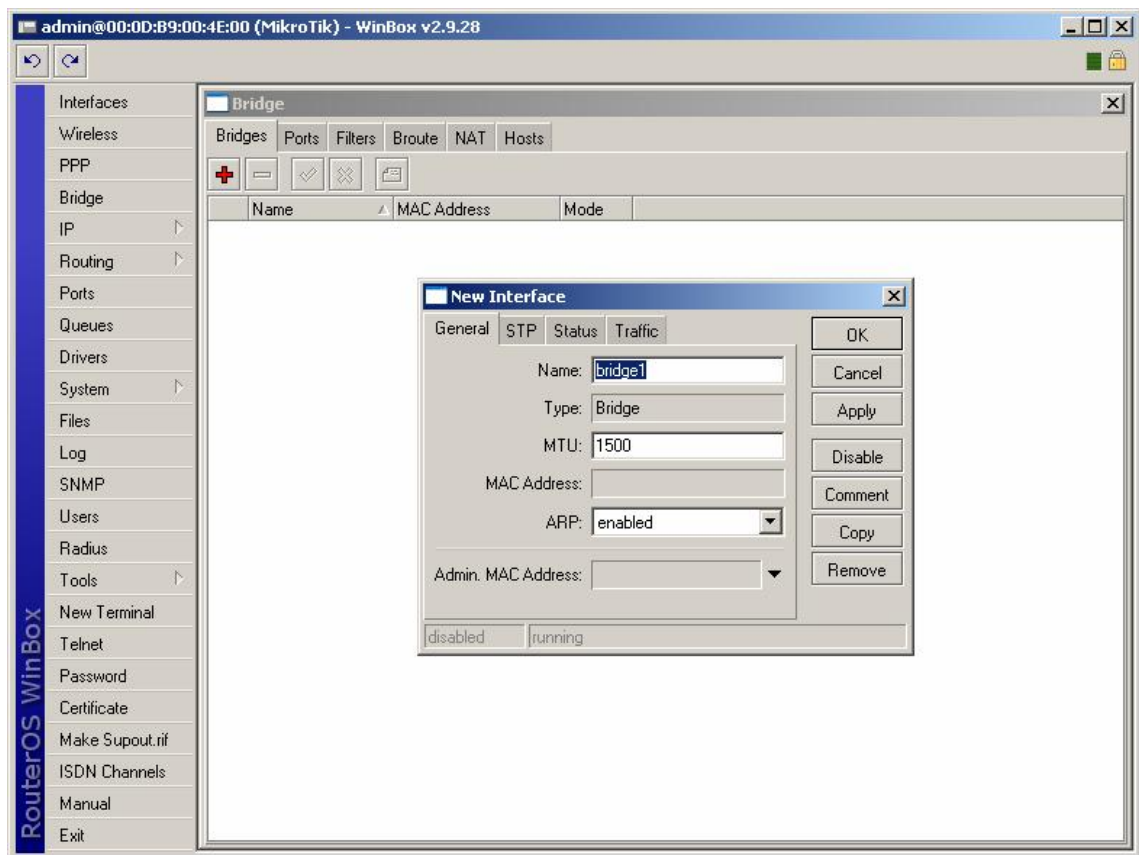 admin@00:0D:B9:00:4E:00 (MikroTik) - WinBox v2.9.28
RouterOS WinBox
Interfaces
Wireless
PPP
Bridge
IP
Routing
Ports
Queues
Drivers
System
Files
Log
SNMP
Users
Radius
Tools
New Terminal
Telnet
Password
Certificate
Make Supout.rif
ISDN Channels
Manual
Exit
Bridge
Bridges Ports Filters Broute NAT Hosts
Name MAC Address Mode
New Interface
General STP Status Traffic
Name: bridge1
Type: Bridge
MTU: 1500
MAC Address:
ARP: enabled
Admin. MAC Address:
disabled running
OK
Cancel
Apply
Disable
Comment
Copy
Remove